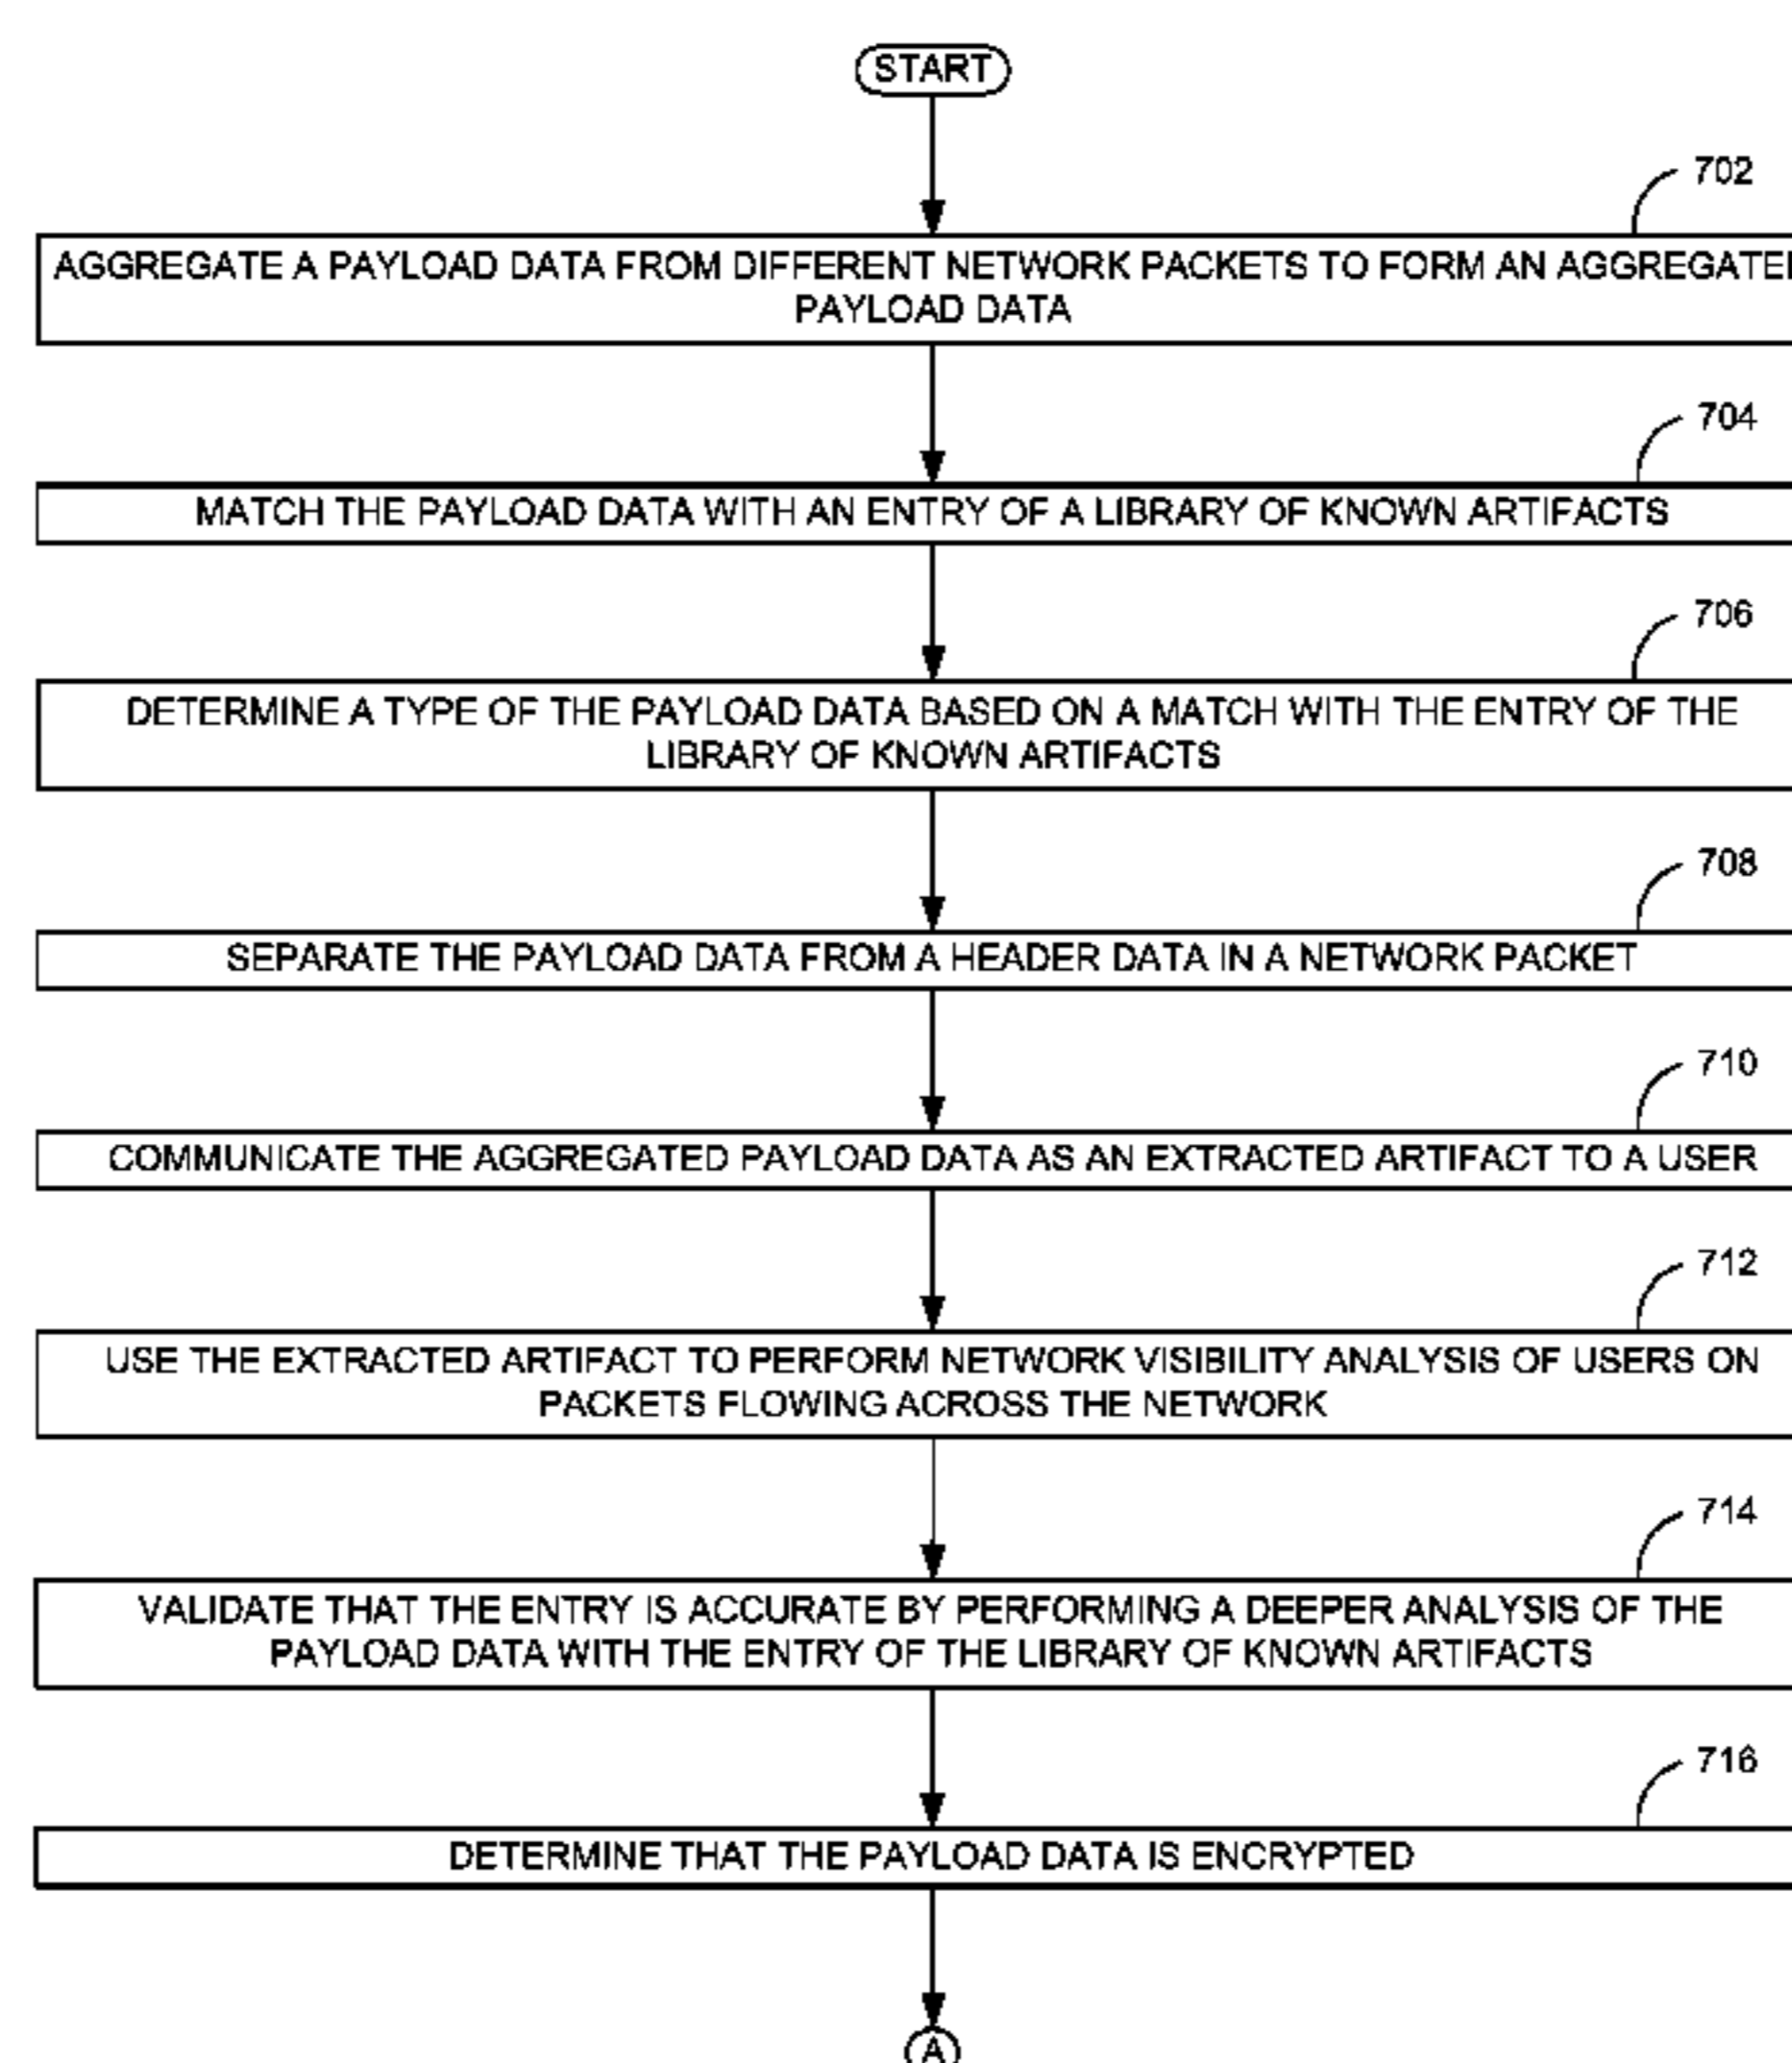 START
702
AGGREGATE A PAYLOAD DATA FROM DIFFERENT NETWORK PACKETS TO FORM AN AGGREGATE
PAYLOAD DATA
704
MATCH THE PAYLOAD DATA WITH AN ENTRY OF A LIBRARY OF KNOWN ARTIFACTS
706
DETERMINE A TYPE OF THE PAYLOAD DATA BASED ON A MATCH WITH THE ENTRY OF THE
LIBRARY OF KNOWN ARTIFACTS
708
SEPARATE THE PAYLOAD DATA FROM A HEADER DATA IN A NETWORK PACKET
710
COMMUNICATE THE AGGREGATED PAYLOAD DATA AS AN EXTRACTED ARTIFACT TO A USER
712
USE THE EXTRACTED ARTIFACT TO PERFORM NETWORK VISIBILITY ANALYSIS OF USERS ON
PACKETS FLOWING ACROSS THE NETWORK
714
VALIDATE THAT THE ENTRY IS ACCURATE BY PERFORMING A DEEPER ANALYSIS OF THE
PAYLOAD DATA WITH THE ENTRY OF THE LIBRARY OF KNOWN ARTIFACTS
716
DETERMINE THAT THE PAYLOAD DATA IS ENCRYPTED
A